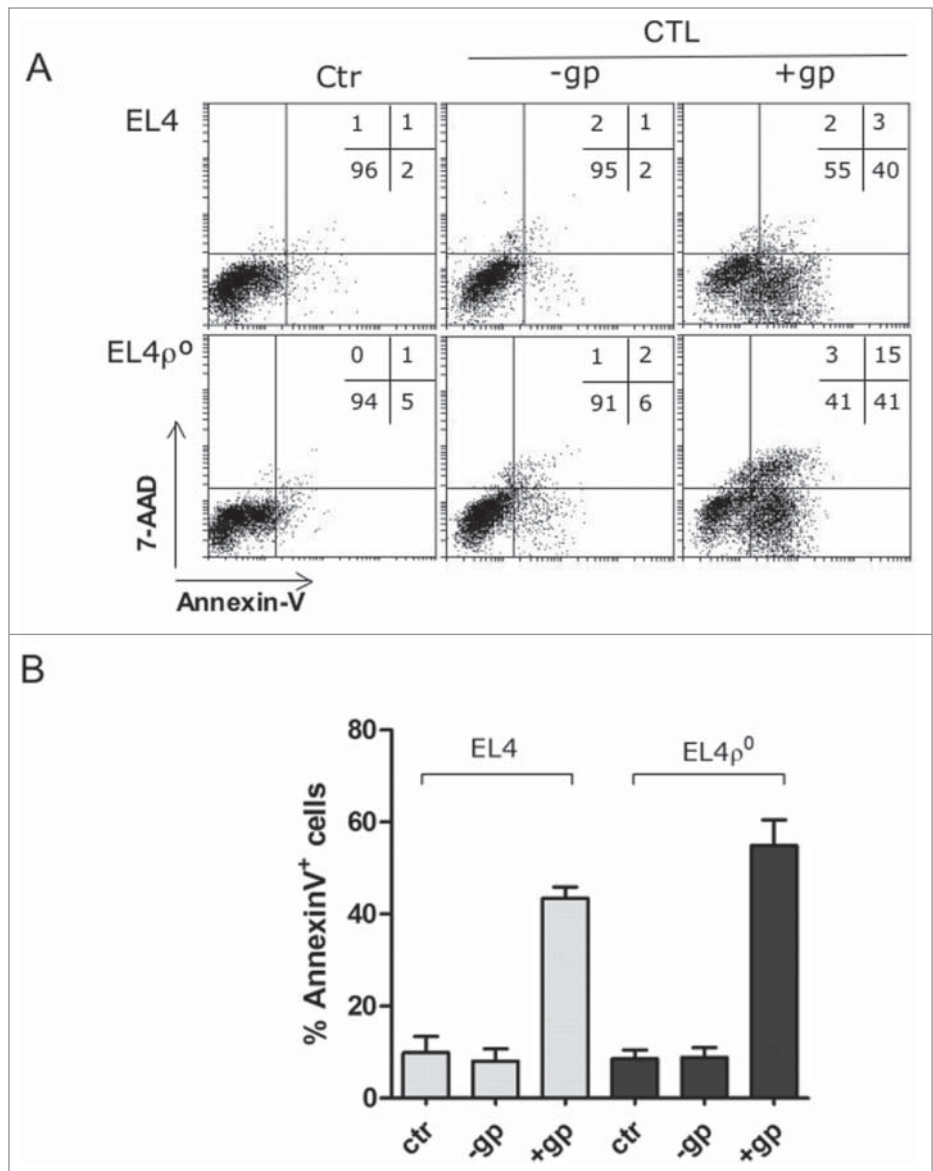 A
CTL
Ctr
-gp
+gp
EL4
1 1
96 2
2 1
95 2
2 3
55 40
EL4ρº
0 1
94 5
1 2
91 6
3 15
41 41
7-AAD
Annexin-V
B
% AnnexinV⁺ cells
80
60
40
20
0
EL4
EL4ρ⁰
ctr
-gp
+gp
ctr
-gp
+gp